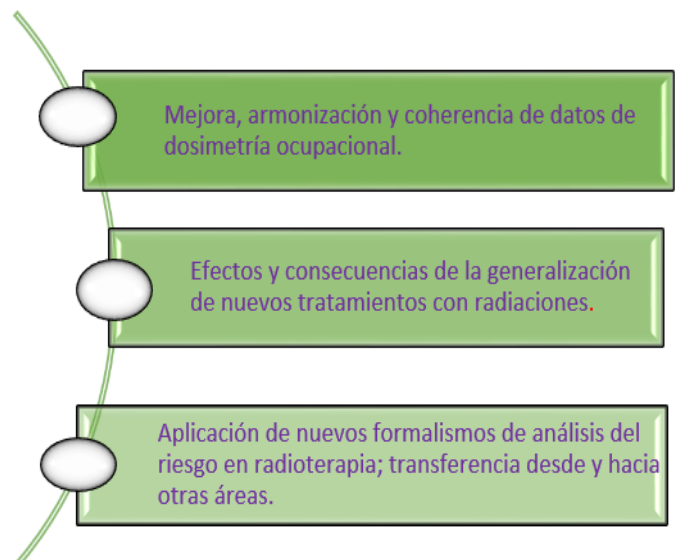 Mejora, armonización y coherencia de datos de
dosimetría ocupacional.
Efectos y consecuencias de la generalización
de nuevos tratamientos con radiaciones.
Aplicación de nuevos formalismos de análisis del
riesgo en radioterapia; transferencia desde y hacia
otras áreas.